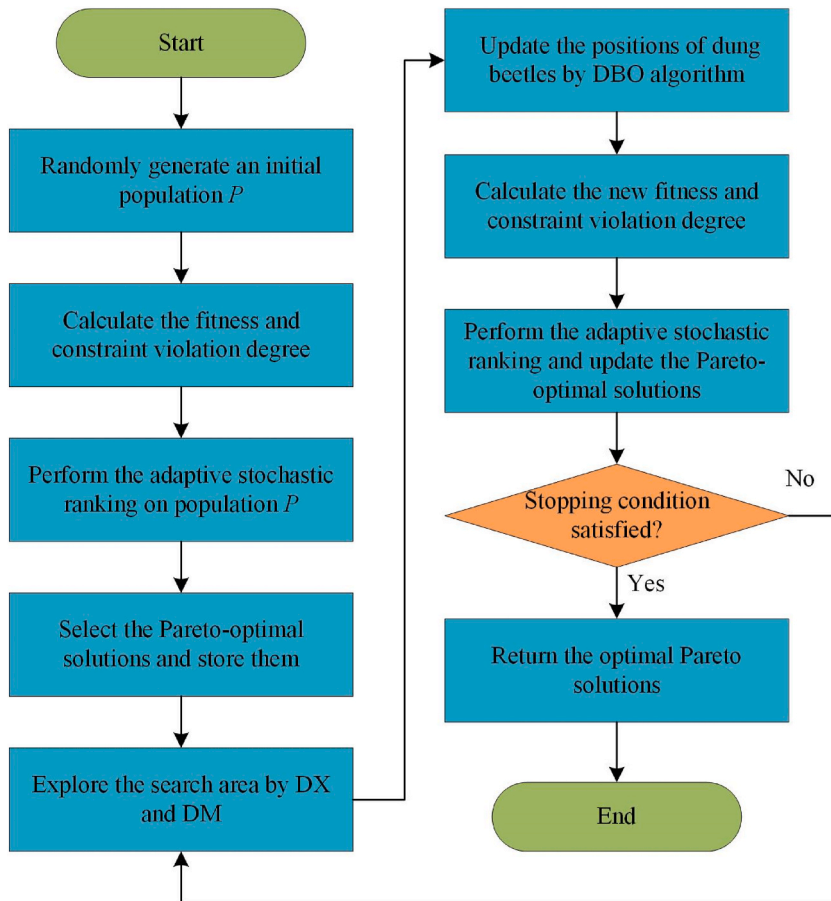 Start
Randomly generate an initial
population P
Calculate the fitness and
constraint violation degree
Perform the adaptive stochastic
ranking on population P
Select the Pareto-optimal
solutions and store them
Explore the search area by DX
and DM
Update the positions of dung
beetles by DBO algorithm
Calculate the new fitness and
constraint violation degree
Perform the adaptive stochastic
ranking and update the Pareto-
optimal solutions
Stopping condition
satisfied?
No
Yes
Return the optimal Pareto
solutions
End